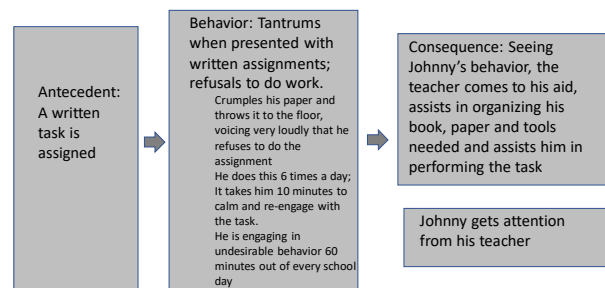 Antecedent:
A written
task is
assigned
Behavior: Tantrums
when presented with
written assignments;
refusals to do work.
Crumples his paper and
throws it to the floor,
voicing very loudly that he
refuses to do the
assignment
He does this 6 times a day;
It takes him 10 minutes to
calm and re-engage with
the task.
He is engaging in
undesirable behavior 60
minutes out of every school
day
Consequence: Seeing
Johnny’s behavior, the
teacher comes to his aid,
assists in organizing his
book, paper and tools
needed and assists him in
performing the task
Johnny gets attention
from his teacher